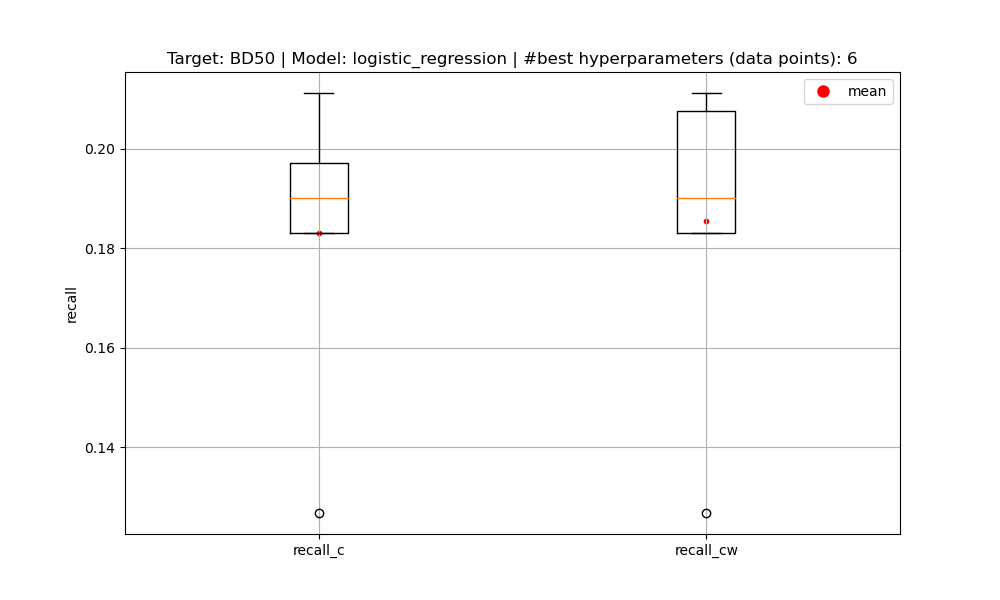 Target: BD50 | Model: logistic_regression | #best hyperparameters (data points): 6
mean
0.20
0.18
0.16
0.14
recall
recall_c
recall_cw